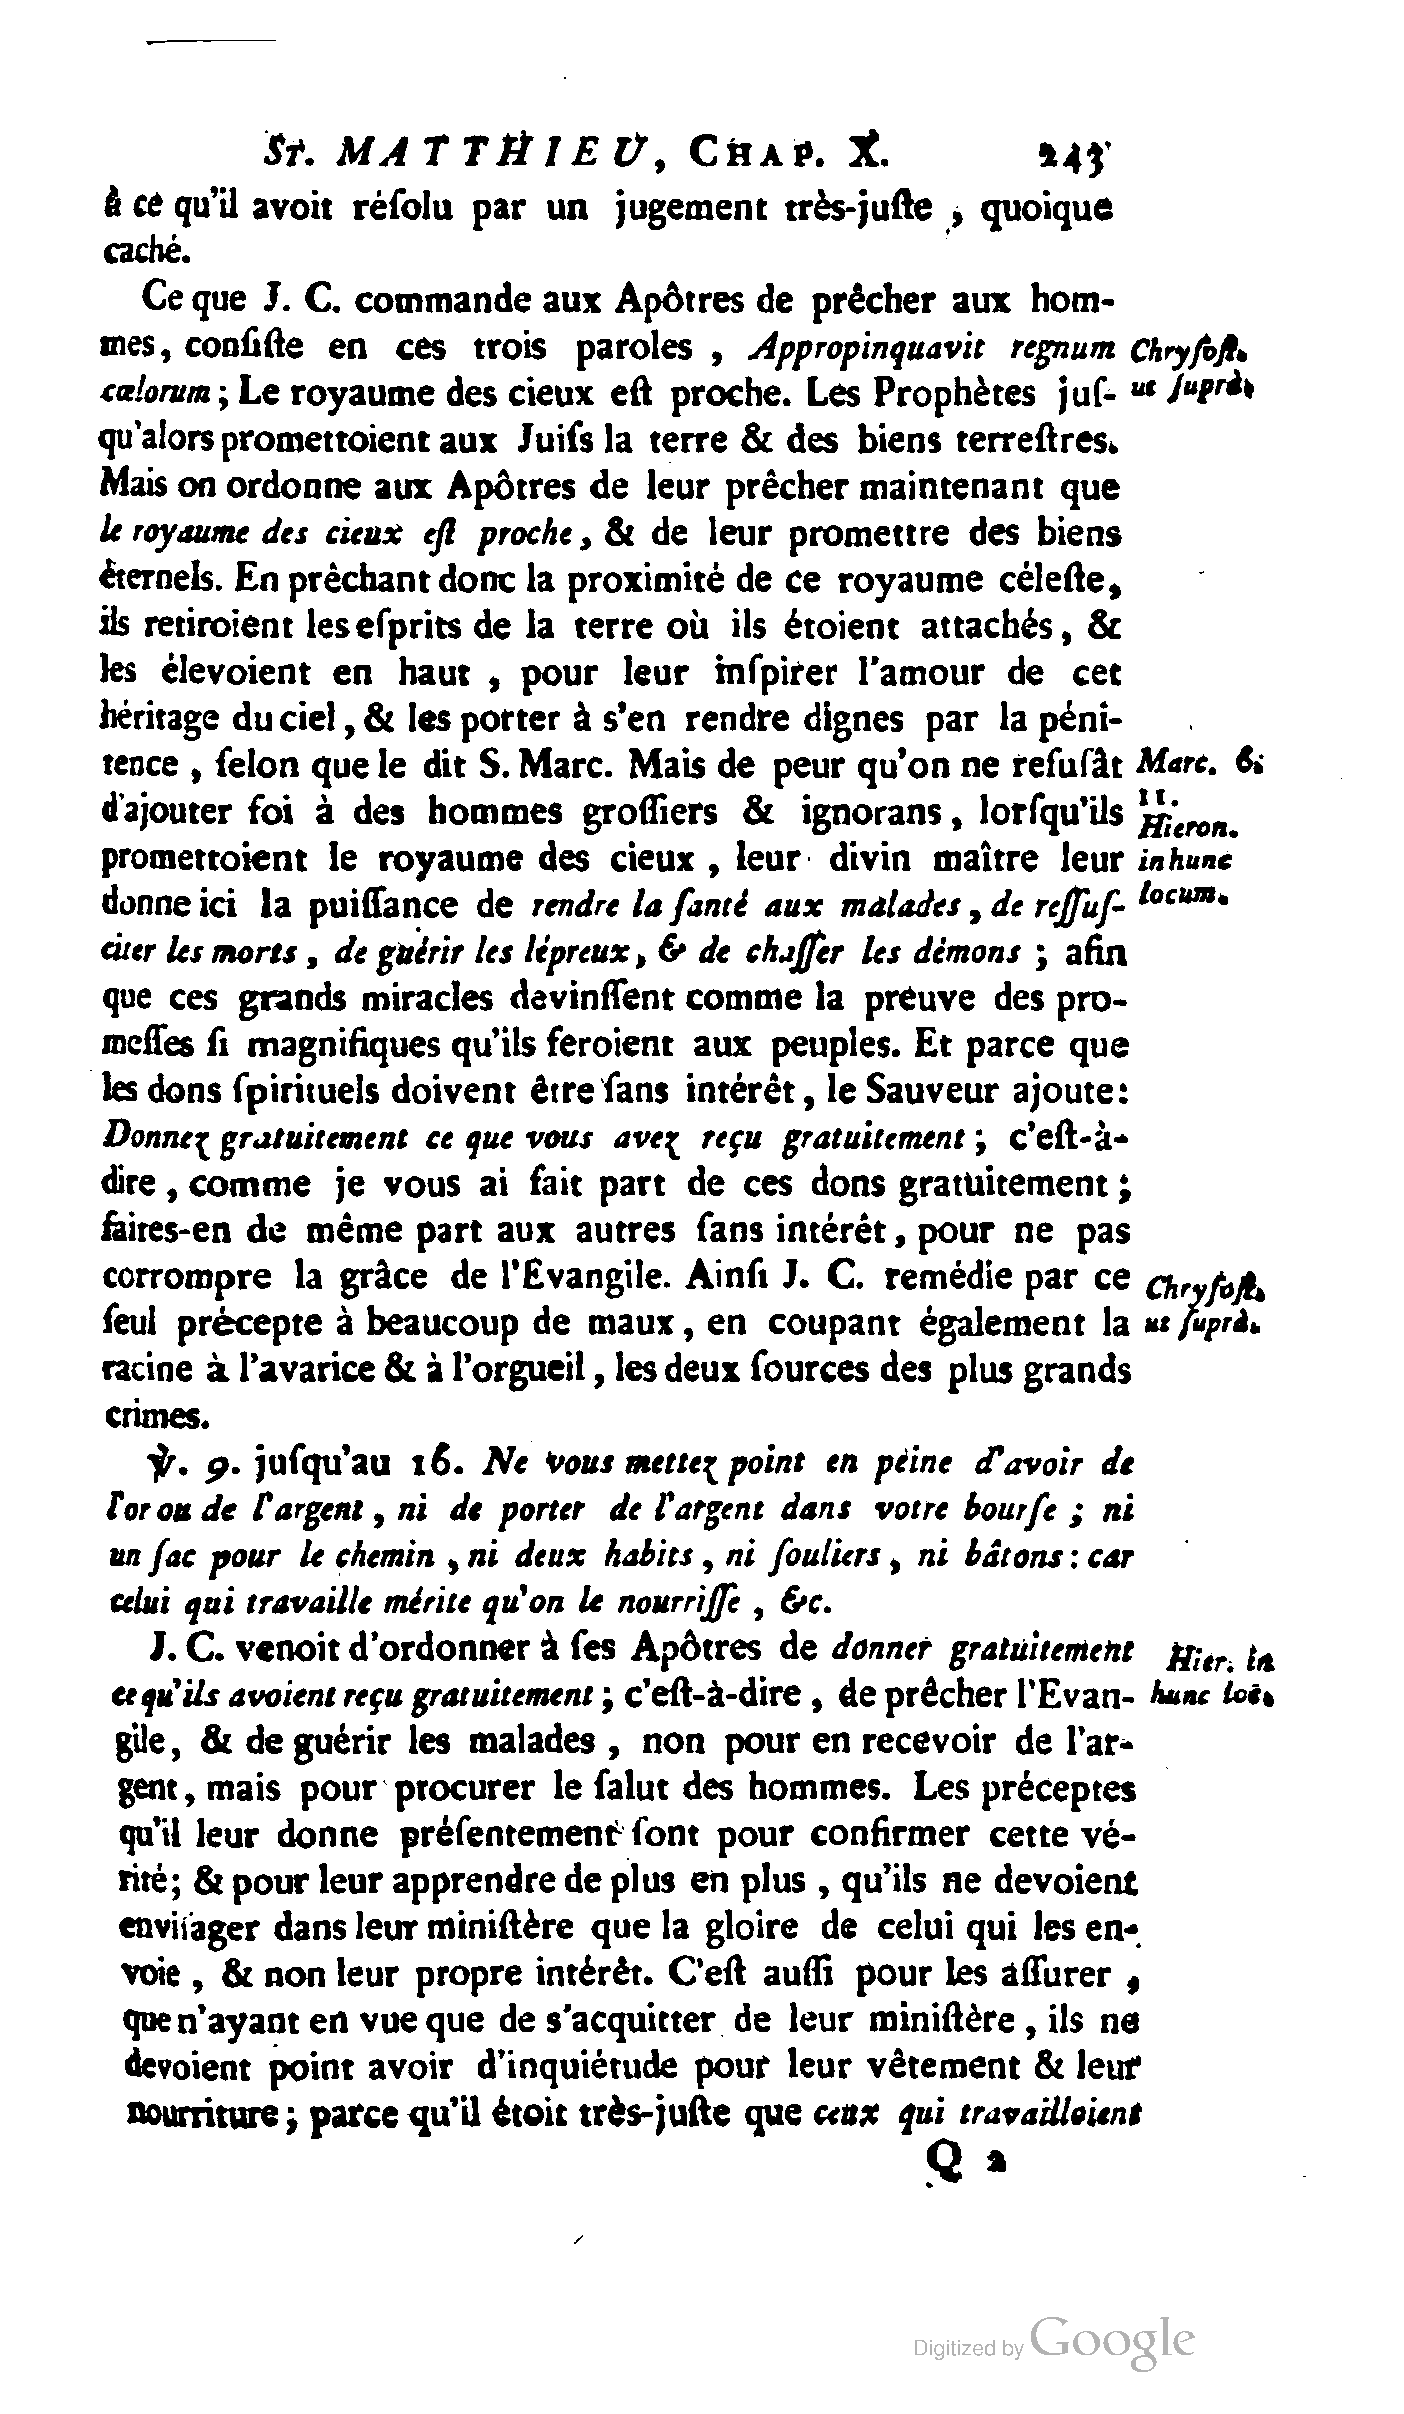 St. MATTHIEU, CHAP. X. 243
à ce qu'il avoit réſolu par un jugement très-juſte, quoique
caché.
Ce que J. C. commande aux Apôtres de prêcher aux hom-
mes, conſiſte en ces trois paroles, Appropinquavit regnum
Chryſoſt.
cœlorum; Le royaume des cieux eſt proche. Les Prophètes juſ-
ut ſuprà.
qu'alors promettoient aux Juifs la terre & des biens terreſtres.
Mais on ordonne aux Apôtres de leur prêcher maintenant que
le royaume des cieux eſt proche, & de leur promettre des biens
éternels. En prêchant donc la proximité de ce royaume céleſte,
ils retiroient les eſprits de la terre où ils étoient attachés, &
les élevoient en haut, pour leur inſpirer l'amour de cet
héritage du ciel, & les porter à s'en rendre dignes par la péni-
tence, ſelon que le dit S. Marc. Mais de peur qu'on ne refuſât
Marc. 6.
d'ajouter foi à des hommes groſſiers & ignorans, lorſqu'ils
11.
Hieron.
promettoient le royaume des cieux, leur divin maître leur
in hunc
donne ici la puiſſance de rendre la ſanté aux malades, de reſſuſ-
locum.
citer les morts, de guérir les lépreux, & de chaſſer les démons; afin
que ces grands miracles devinſſent comme la preuve des pro-
meſſes ſi magnifiques qu'ils feroient aux peuples. Et parce que
les dons ſpirituels doivent être ſans intérêt, le Sauveur ajoute:
Donnez gratuitement ce que vous avez reçu gratuitement; c'eſt-à-
dire, comme je vous ai fait part de ces dons gratuitement;
faites-en de même part aux autres ſans intérêt, pour ne pas
corrompre la grâce de l'Evangile. Ainſi J. C. remédie par ce
Chryſoſt.
ſeul précepte à beaucoup de maux, en coupant également la
ut ſuprà.
racine à l'avarice & à l'orgueil, les deux ſources des plus grands
crimes.
℣. 9. juſqu'au 16. Ne vous mettez point en peine d'avoir de
l'or ou de l'argent, ni de porter de l'argent dans votre bourſe; ni
un ſac pour le chemin, ni deux habits, ni ſouliers, ni bâtons: car
celui qui travaille mérite qu'on le nourriſſe, &c.
J. C. venoit d'ordonner à ſes Apôtres de donner gratuitement
Hier. in
ce qu'ils avoient reçu gratuitement; c'eſt-à-dire, de prêcher l'Evan-
hunc loc.
gile, & de guérir les malades, non pour en recevoir de l'ar-
gent, mais pour procurer le ſalut des hommes. Les préceptes
qu'il leur donne préſentement ſont pour confirmer cette vé-
rité; & pour leur apprendre de plus en plus, qu'ils ne devoient
enviſager dans leur miniſtère que la gloire de celui qui les en-
voie, & non leur propre intérêt. C'eſt auſſi pour les aſſurer,
que n'ayant en vue que de s'acquitter de leur miniſtère, ils ne
devoient point avoir d'inquiétude pour leur vêtement & leur
nourriture; parce qu'il étoit très-juſte que ceux qui travailloient
Q 2
Digitized by Google